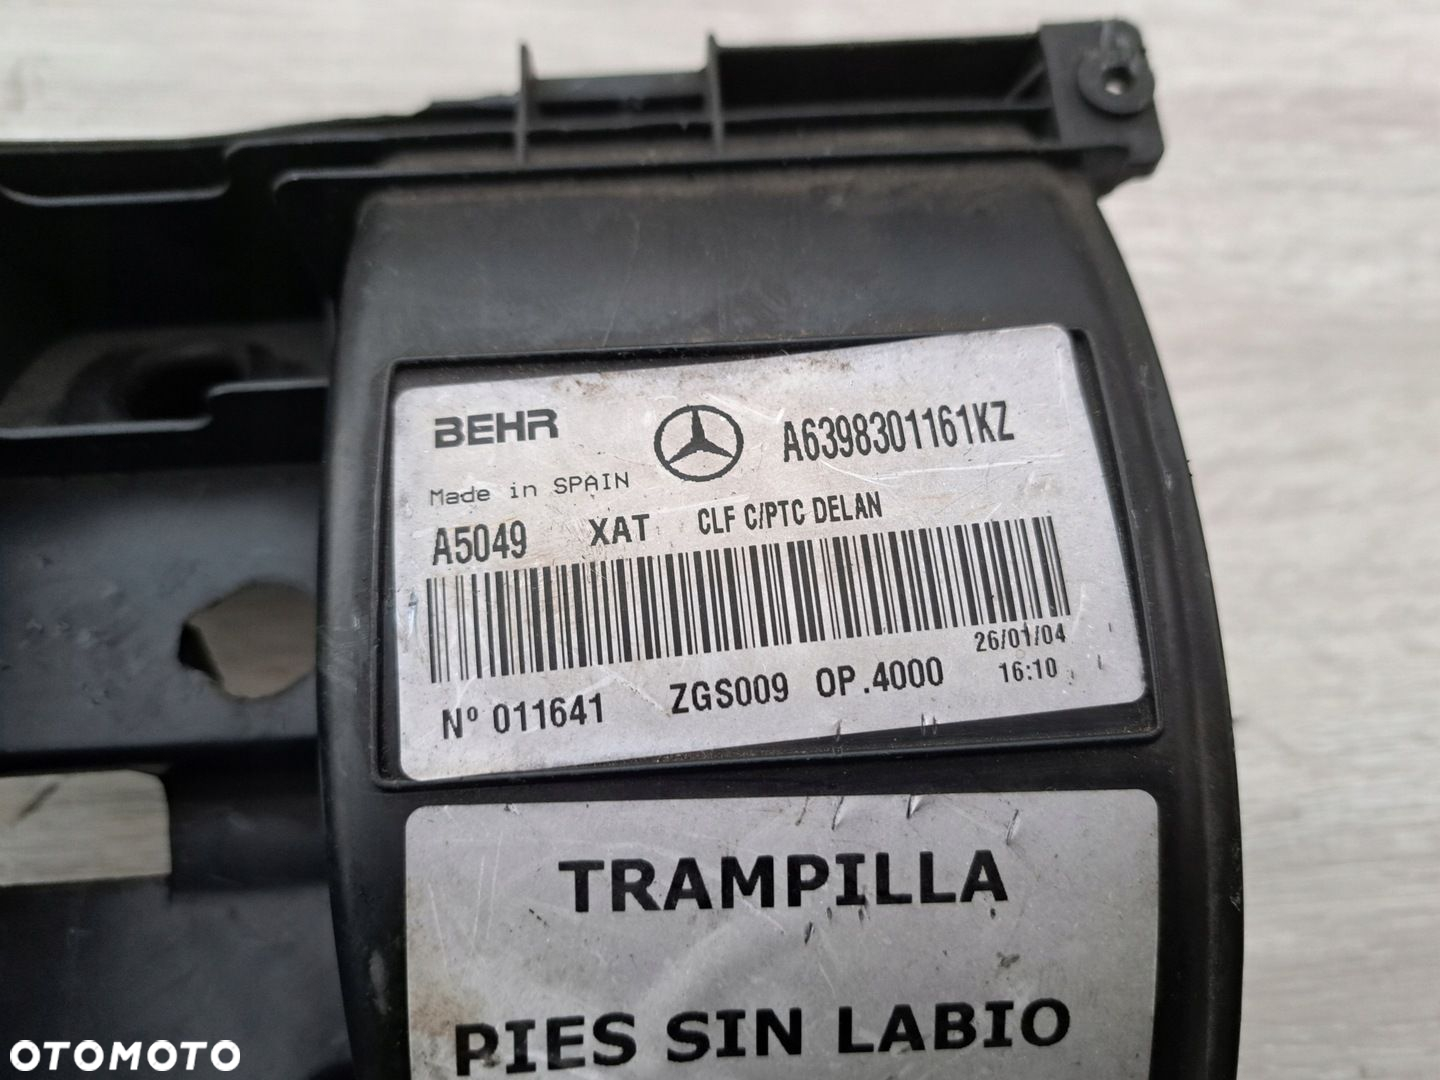 BEHR A6398301161KZ
Made in SPAIN
A5049 XAT CLF C/PTC DELAN
26/01/04
Nº 011641 ZGS009 OP.4000 16:10
TRAMPILLA
PIES SIN LABIO
OTOMOTO